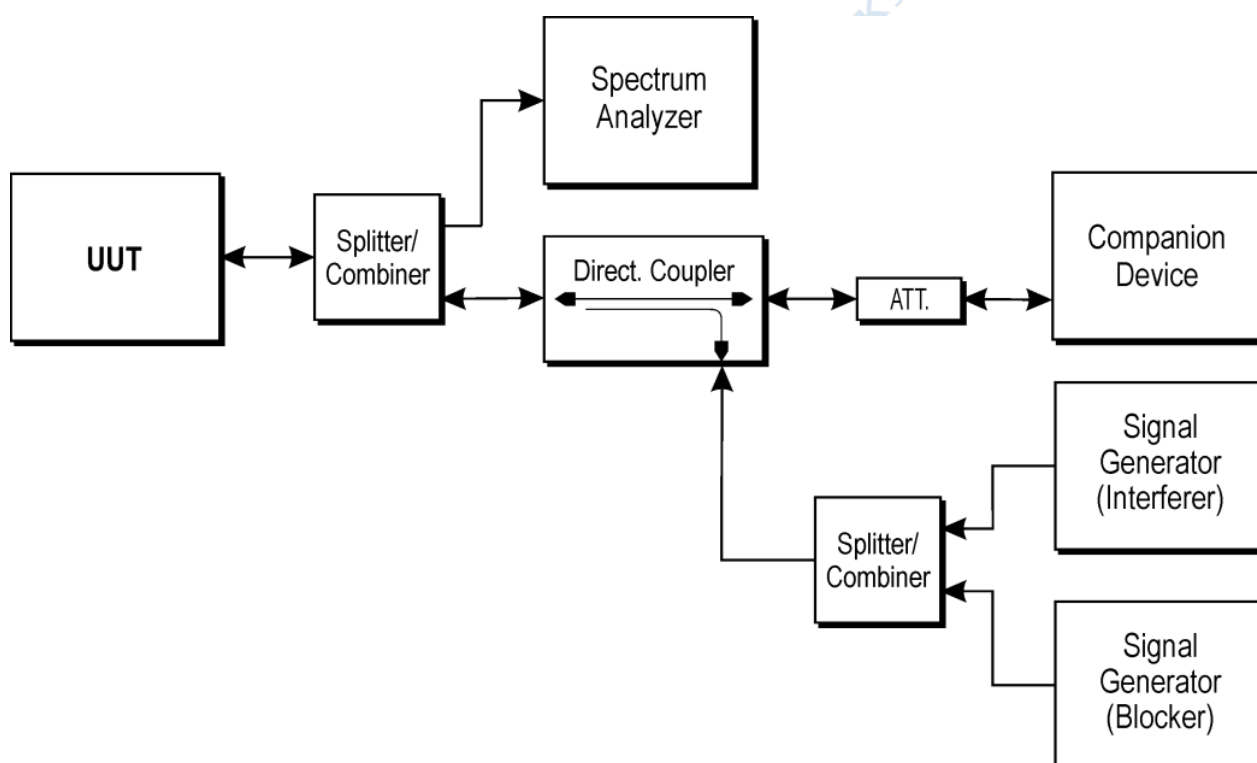 Spectrum
Analyzer
UUT
Splitter/
Combiner
Direct. Coupler
ATT.
Companion
Device
Signal
Generator
(Interferer)
Splitter/
Combiner
Signal
Generator
(Blocker)